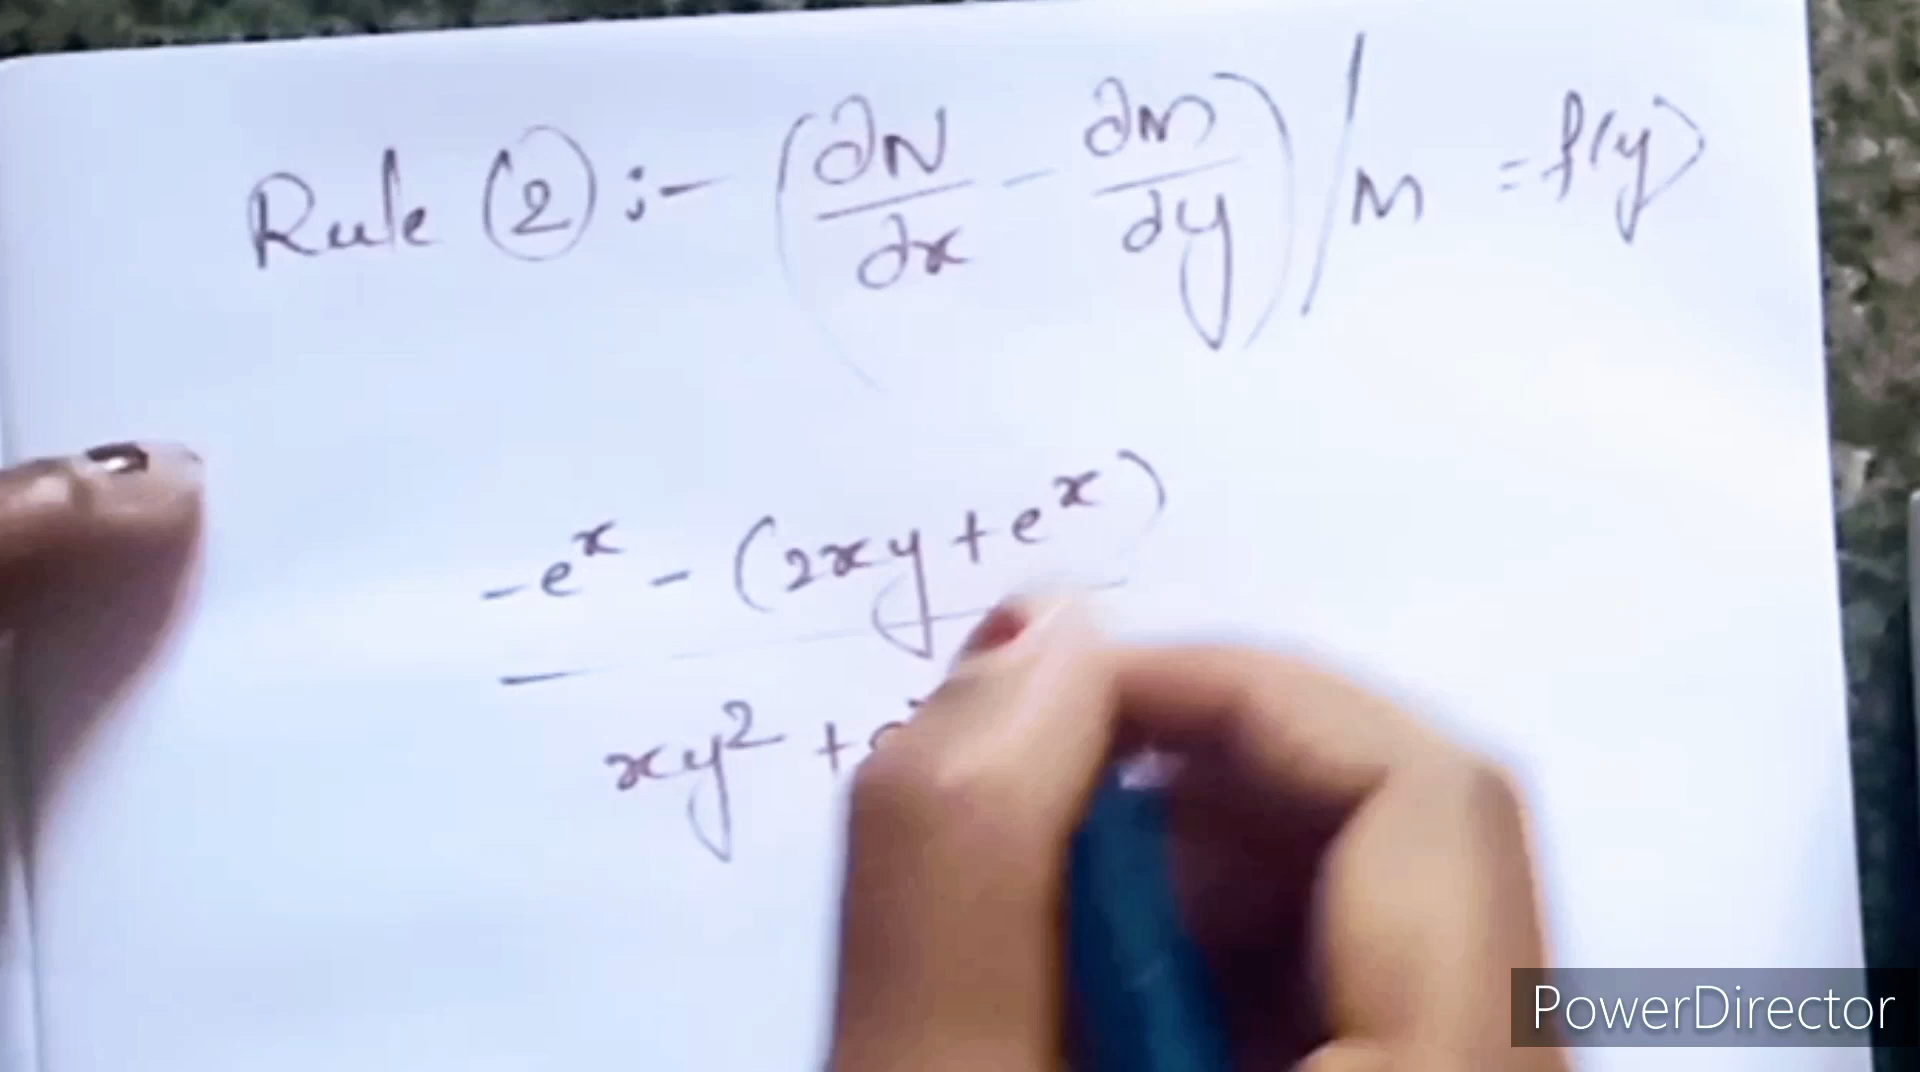 Rule (2) :- (∂N/∂x - ∂M/∂y) / M = f(y)
-e^x - (2xy + e^x)
xy^2 +
PowerDirector